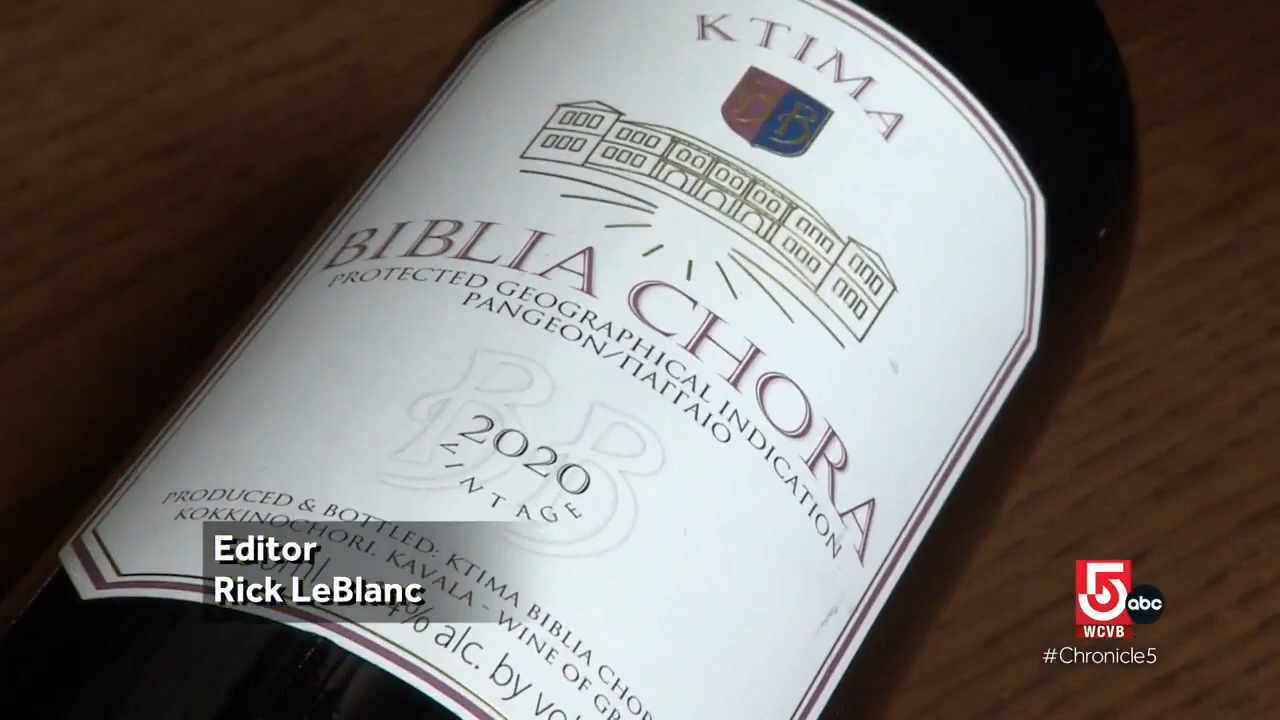 KTIMA
BIBLIA CHORA
PROTECTED GEOGRAPHICAL INDICATION
PANGEON/ΠΑΓΓΑΙΟ
2020
VINTAGE
PRODUCED & BOTTLED: KTIMA BIBLIA CHOR
KOKKINOCHORI, KAVALA - WINE OF GR
% alc. by vol
Editor
Rick LeBlanc
5
abc
WCVB
#Chronicle5